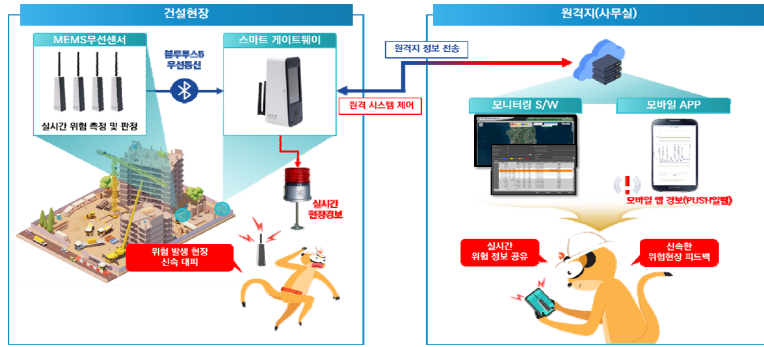 건설현장
MEMS무선센서
실시간 위험 측정 및 판정
블루투스5
무선통신
스마트 게이트웨이
실시간
현장경보
위험 발생 현장
신속 대피
원격지 정보 전송
원격 시스템 제어
원격지(사무실)
모니터링 S/W
모바일 APP
모바일 앱 경보(PUSH알림)
실시간
위험 정보 공유
신속한
위험현장 피드백